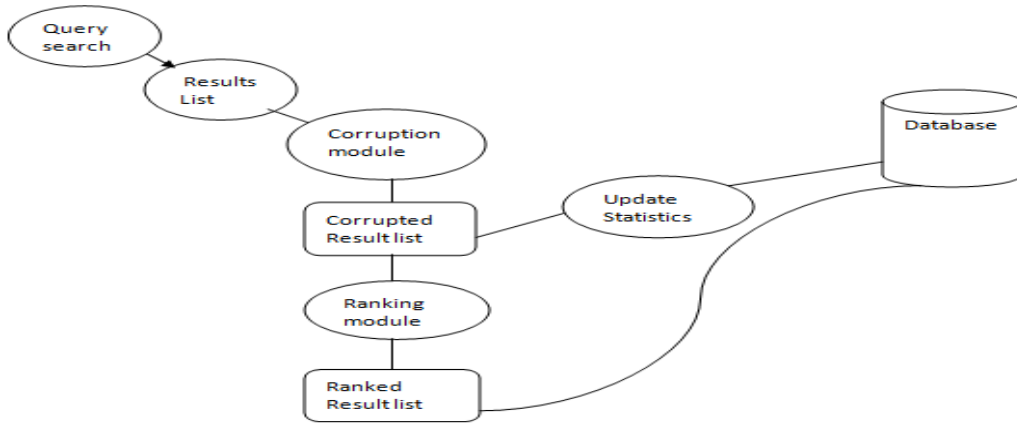 Query
search
Results
List
Corruption
module
Database
Update
Statistics
Corrupted
Result list
Ranking
module
Ranked
Result list